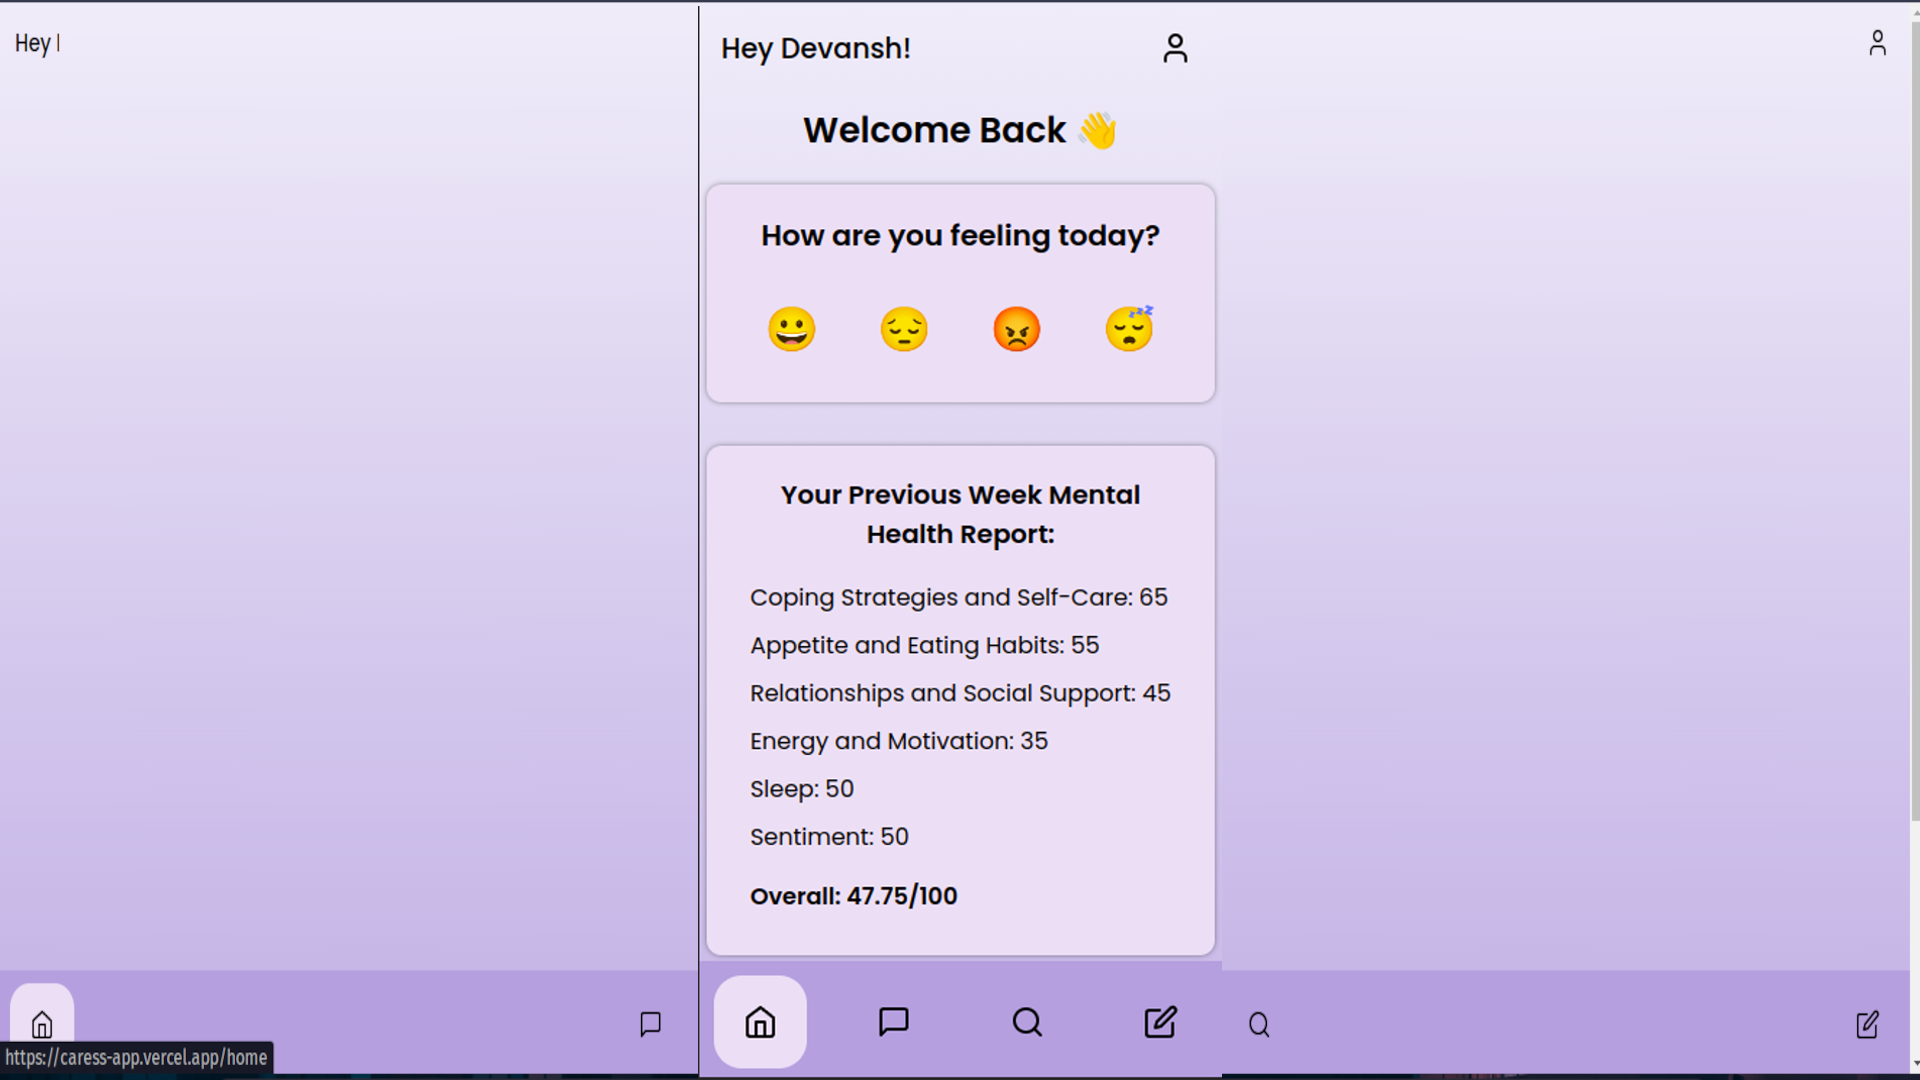 Hey
Hey Devansh!
Welcome Back 👋
How are you feeling today?
Your Previous Week Mental
Health Report:
Coping Strategies and Self-Care: 65
Appetite and Eating Habits: 55
Relationships and Social Support: 45
Energy and Motivation: 35
Sleep: 50
Sentiment: 50
Overall: 47.75/100
https://caress-app.vercel.app/home